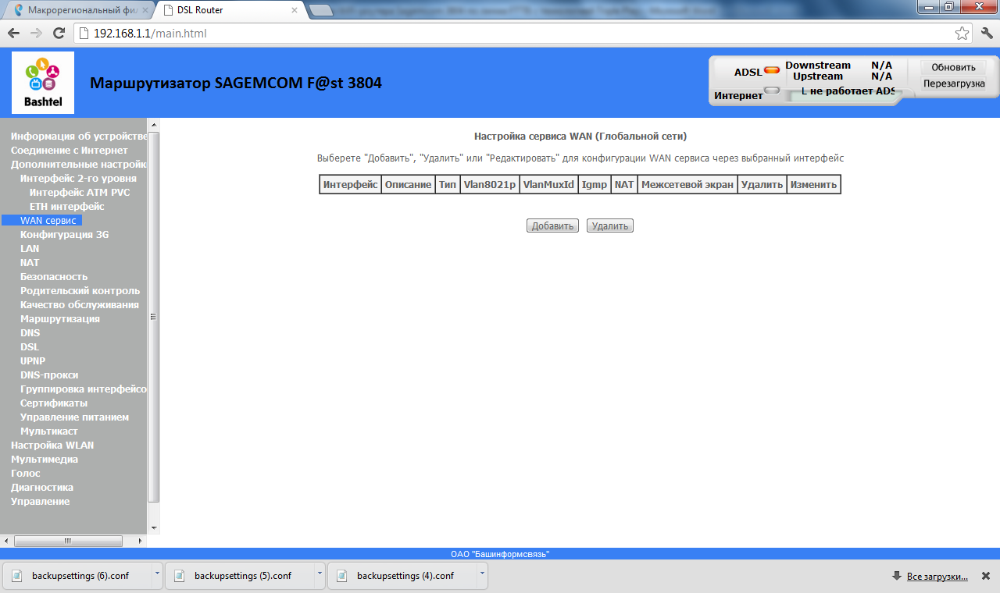 Макрорегиональный фил
DSL Router
192.168.1.1/main.html
Bashtel
Маршрутизатор SAGEMCOM F@st 3804
ADSL
Downstream N/A
Upstream N/A
Интернет
L не работает ADS
Обновить
Перезагрузка
Информация об устройстве
Соединение с Интернет
Дополнительные настройк
Интерфейс 2-го уровня
Интерфейс ATM PVC
ETH интерфейс
WAN сервис
Конфигурация 3G
LAN
NAT
Безопасность
Родительский контроль
Качество обслуживания
Маршрутизация
DNS
DSL
UPNP
DNS-прокси
Группировка интерфейсо
Сертификаты
Управление питанием
Мультикаст
Настройка WLAN
Мультимедиа
Голос
Диагностика
Управление
Настройка сервиса WAN (Глобальной сети)
Выберете "Добавить", "Удалить" или "Редактировать" для конфигурации WAN сервиса через выбранный интерфейс
Интерфейс Описание Тип Vlan8021p VlanMuxId Igmp NAT Межсетевой экран Удалить Изменить
Добавить Удалить
ОАО "Башинформсвязь"
backupsettings (6).conf
backupsettings (5).conf
backupsettings (4).conf
Все загрузки...